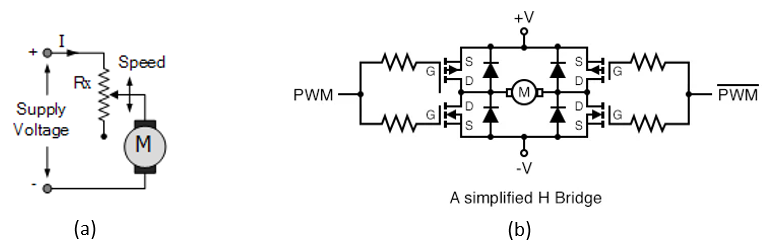 + I
Speed
Rx
Supply
Voltage
M
-
(a)
+V
S S
G G
D D
PWM M PWM
D D
G G
S S
-V
A simplified H Bridge
(b)